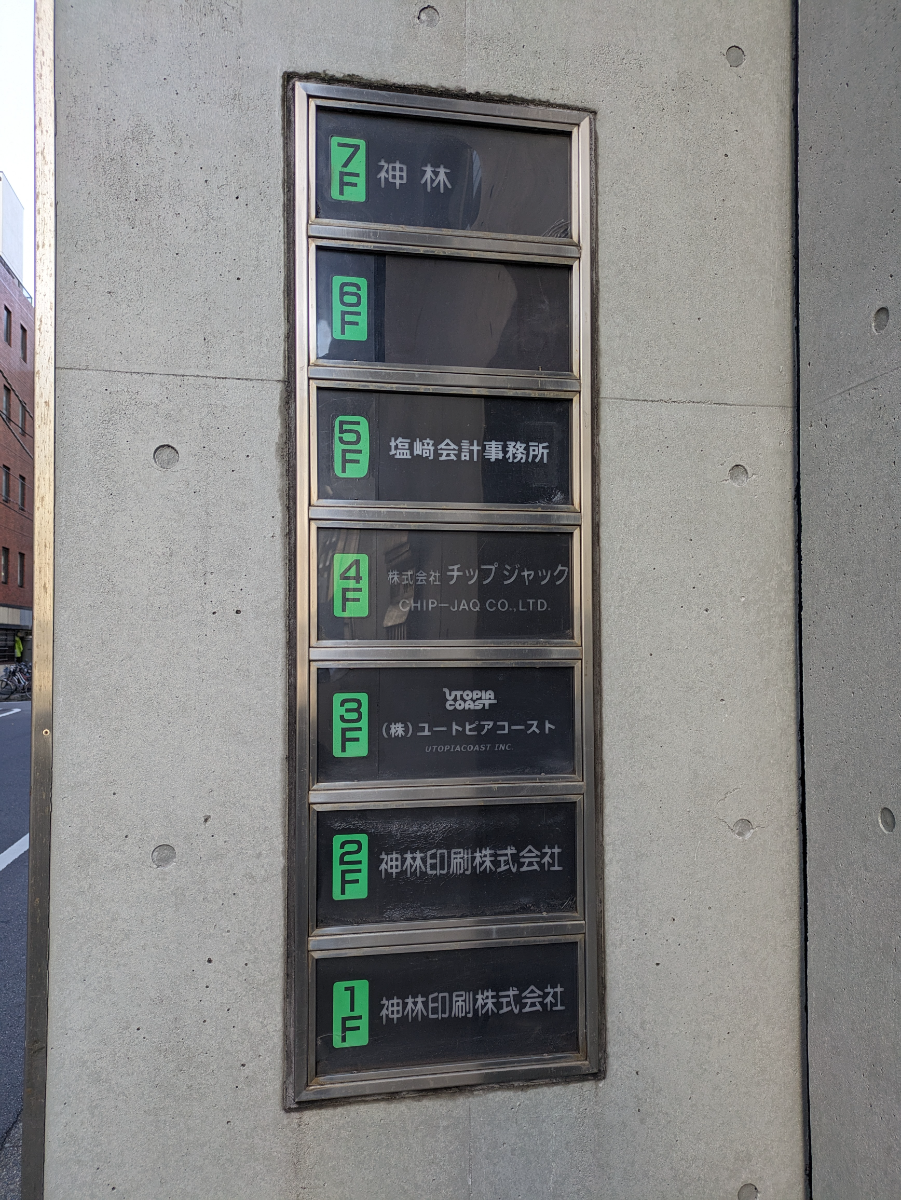 7F 神林
6F
5F 塩﨑会計事務所
4F 株式会社 チップジャック
CHIP-JAQ CO.,LTD.
3F UTOPIA
COAST
(株)ユートピアコースト
UTOPIACOAST INC.
2F 神林印刷株式会社
1F 神林印刷株式会社